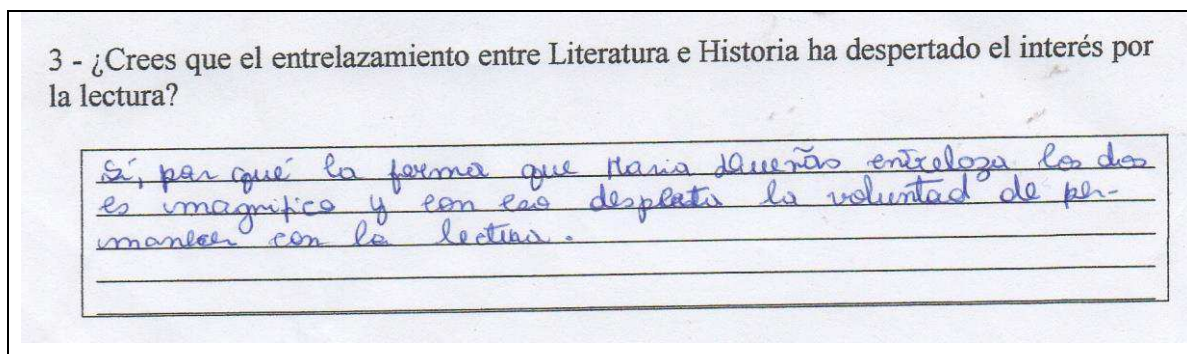 3 - ¿Crees que el entrelazamiento entre Literatura e Historia ha despertado el interés por
la lectura?
Sí, por qué la forma que Maria Dueñas entrelaza los dos
es magnífico y con eso desperta la voluntad de per-
manecer con la lectura.